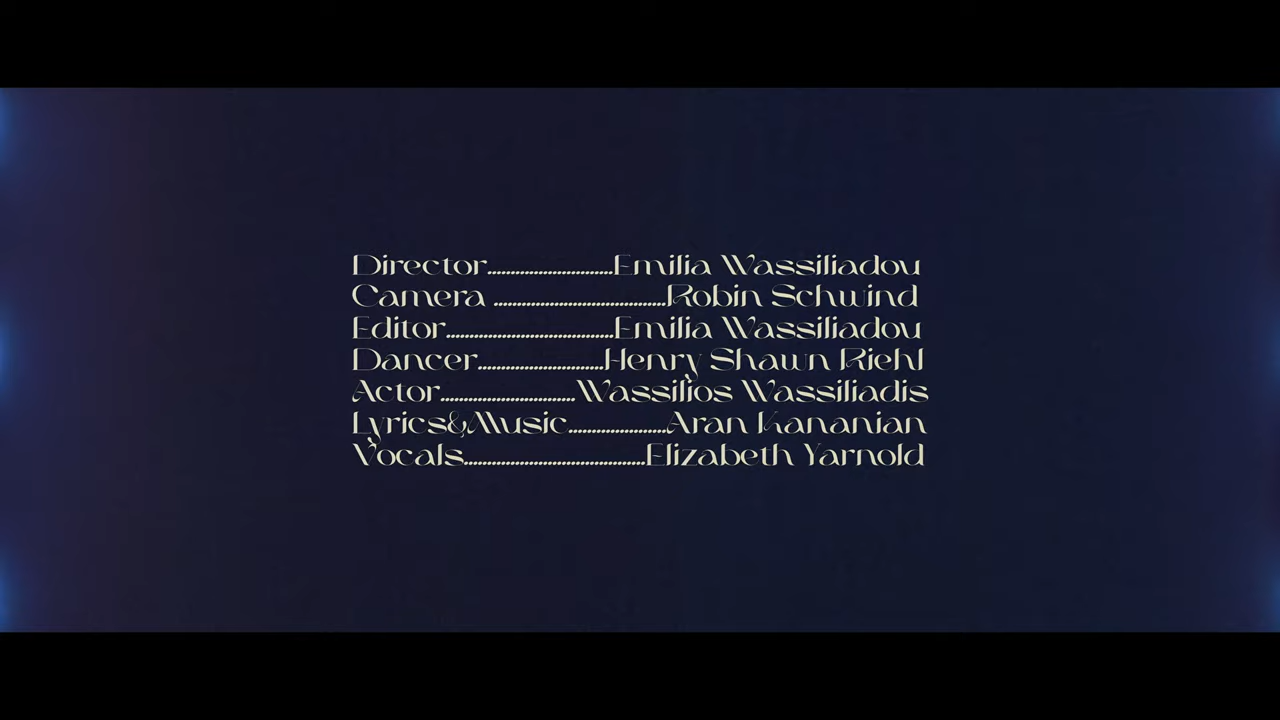 Director...........................Emilia Wassiliadou
Camera .....................................Robin Schwind
Editor....................................Emilia Wassiliadou
Dancer...........................Henry Shawn Riehl
Actor.............................Wassilios Wassiliadis
Lyrics&Music.....................Aran Kananian
Vocals.......................................Elizabeth Yarnold